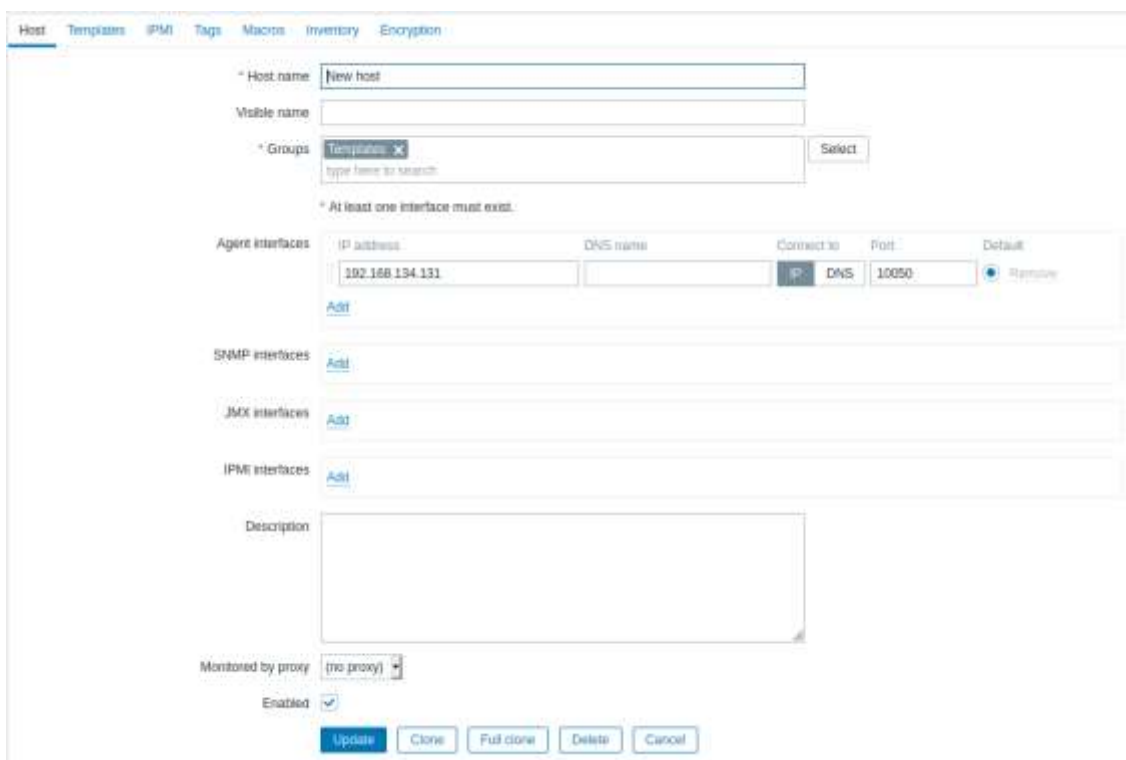 Host Templates IPMI Tags Macros Inventory Encryption
* Host name New host
Visible name
* Groups Templates Select
type here to search
* At least one interface must exist.
Agent interfaces IP address DNS name Connect to Port Default
192.168.134.131 IP DNS 10050 Remove
Add
SNMP interfaces Add
JMX interfaces Add
IPMI interfaces Add
Description
Monitored by proxy (no proxy)
Enabled
Update Clone Full clone Delete Cancel